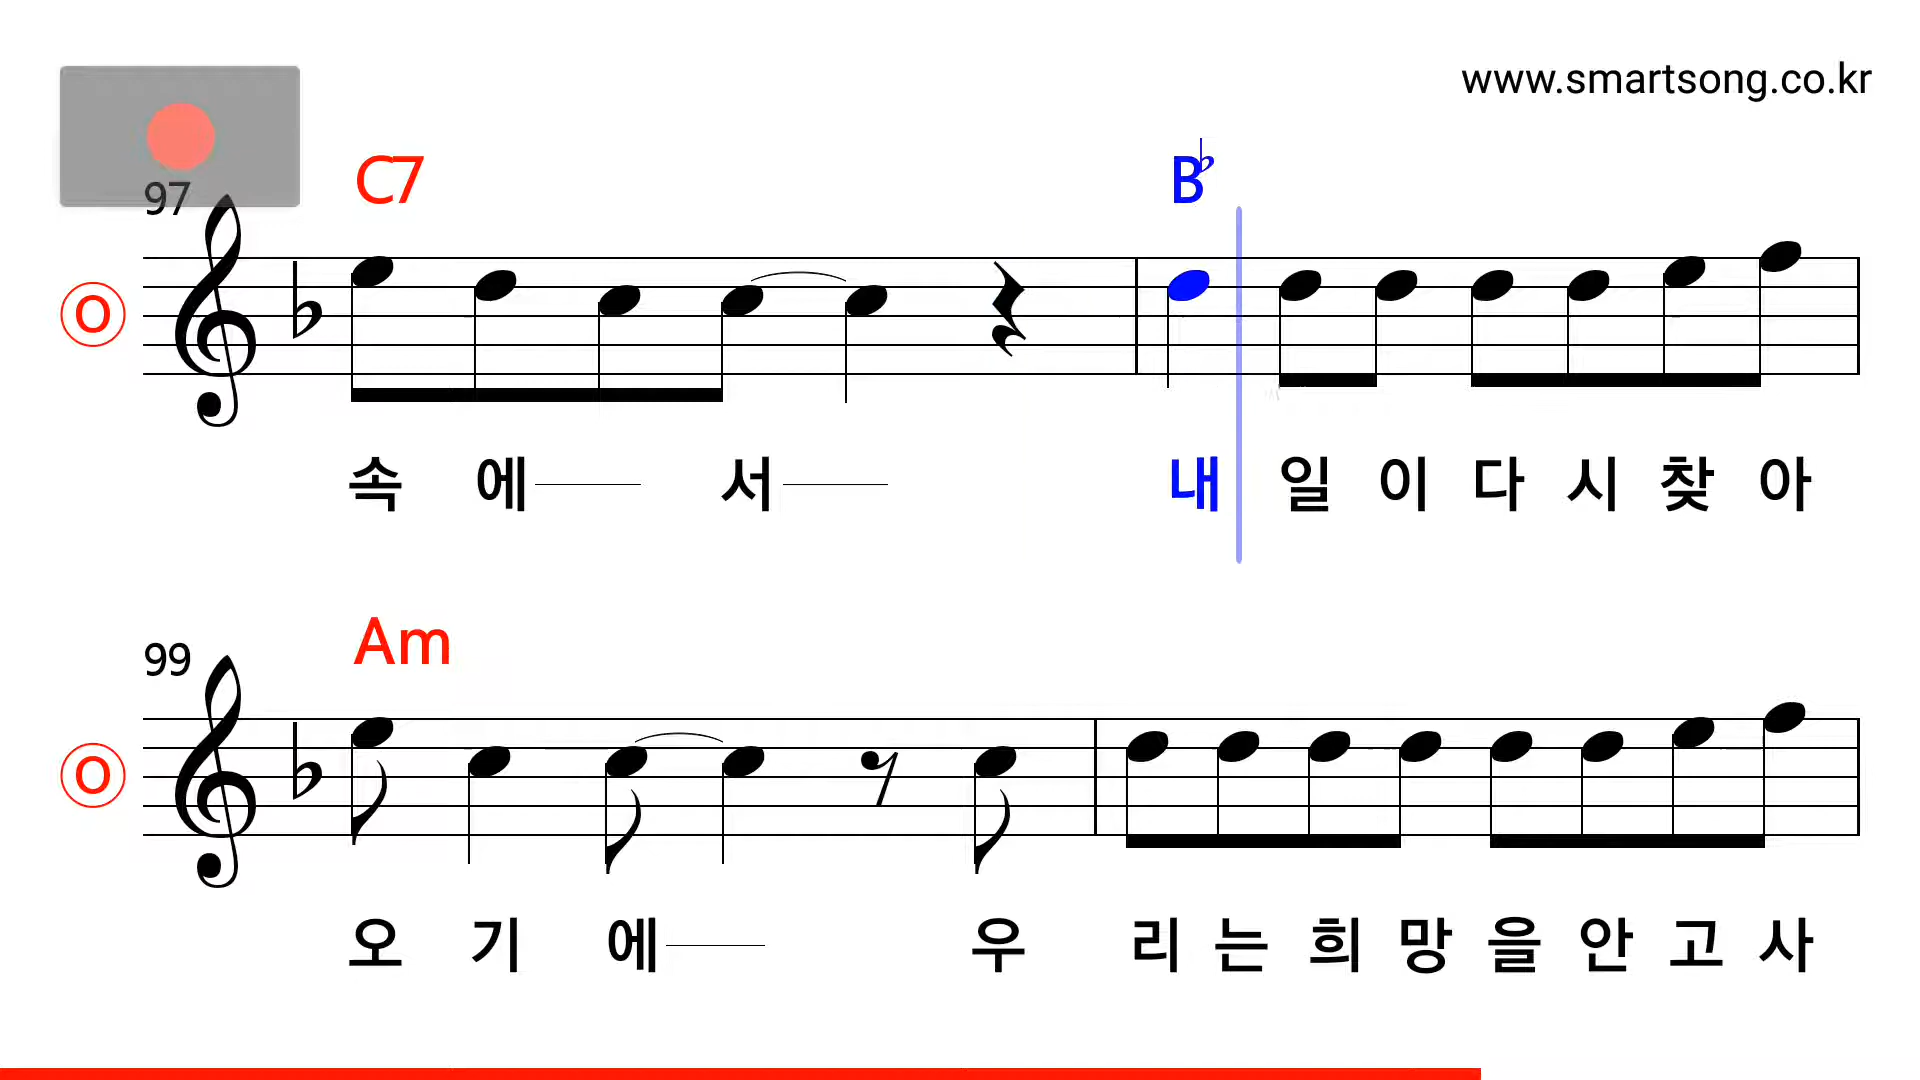 www.smartsong.co.kr
97 C7 B♭
O
속 에 서 내 일 이 다 시 찾 아
99 Am
O
오 기 에 우 리 는 희 망 을 안 고 사